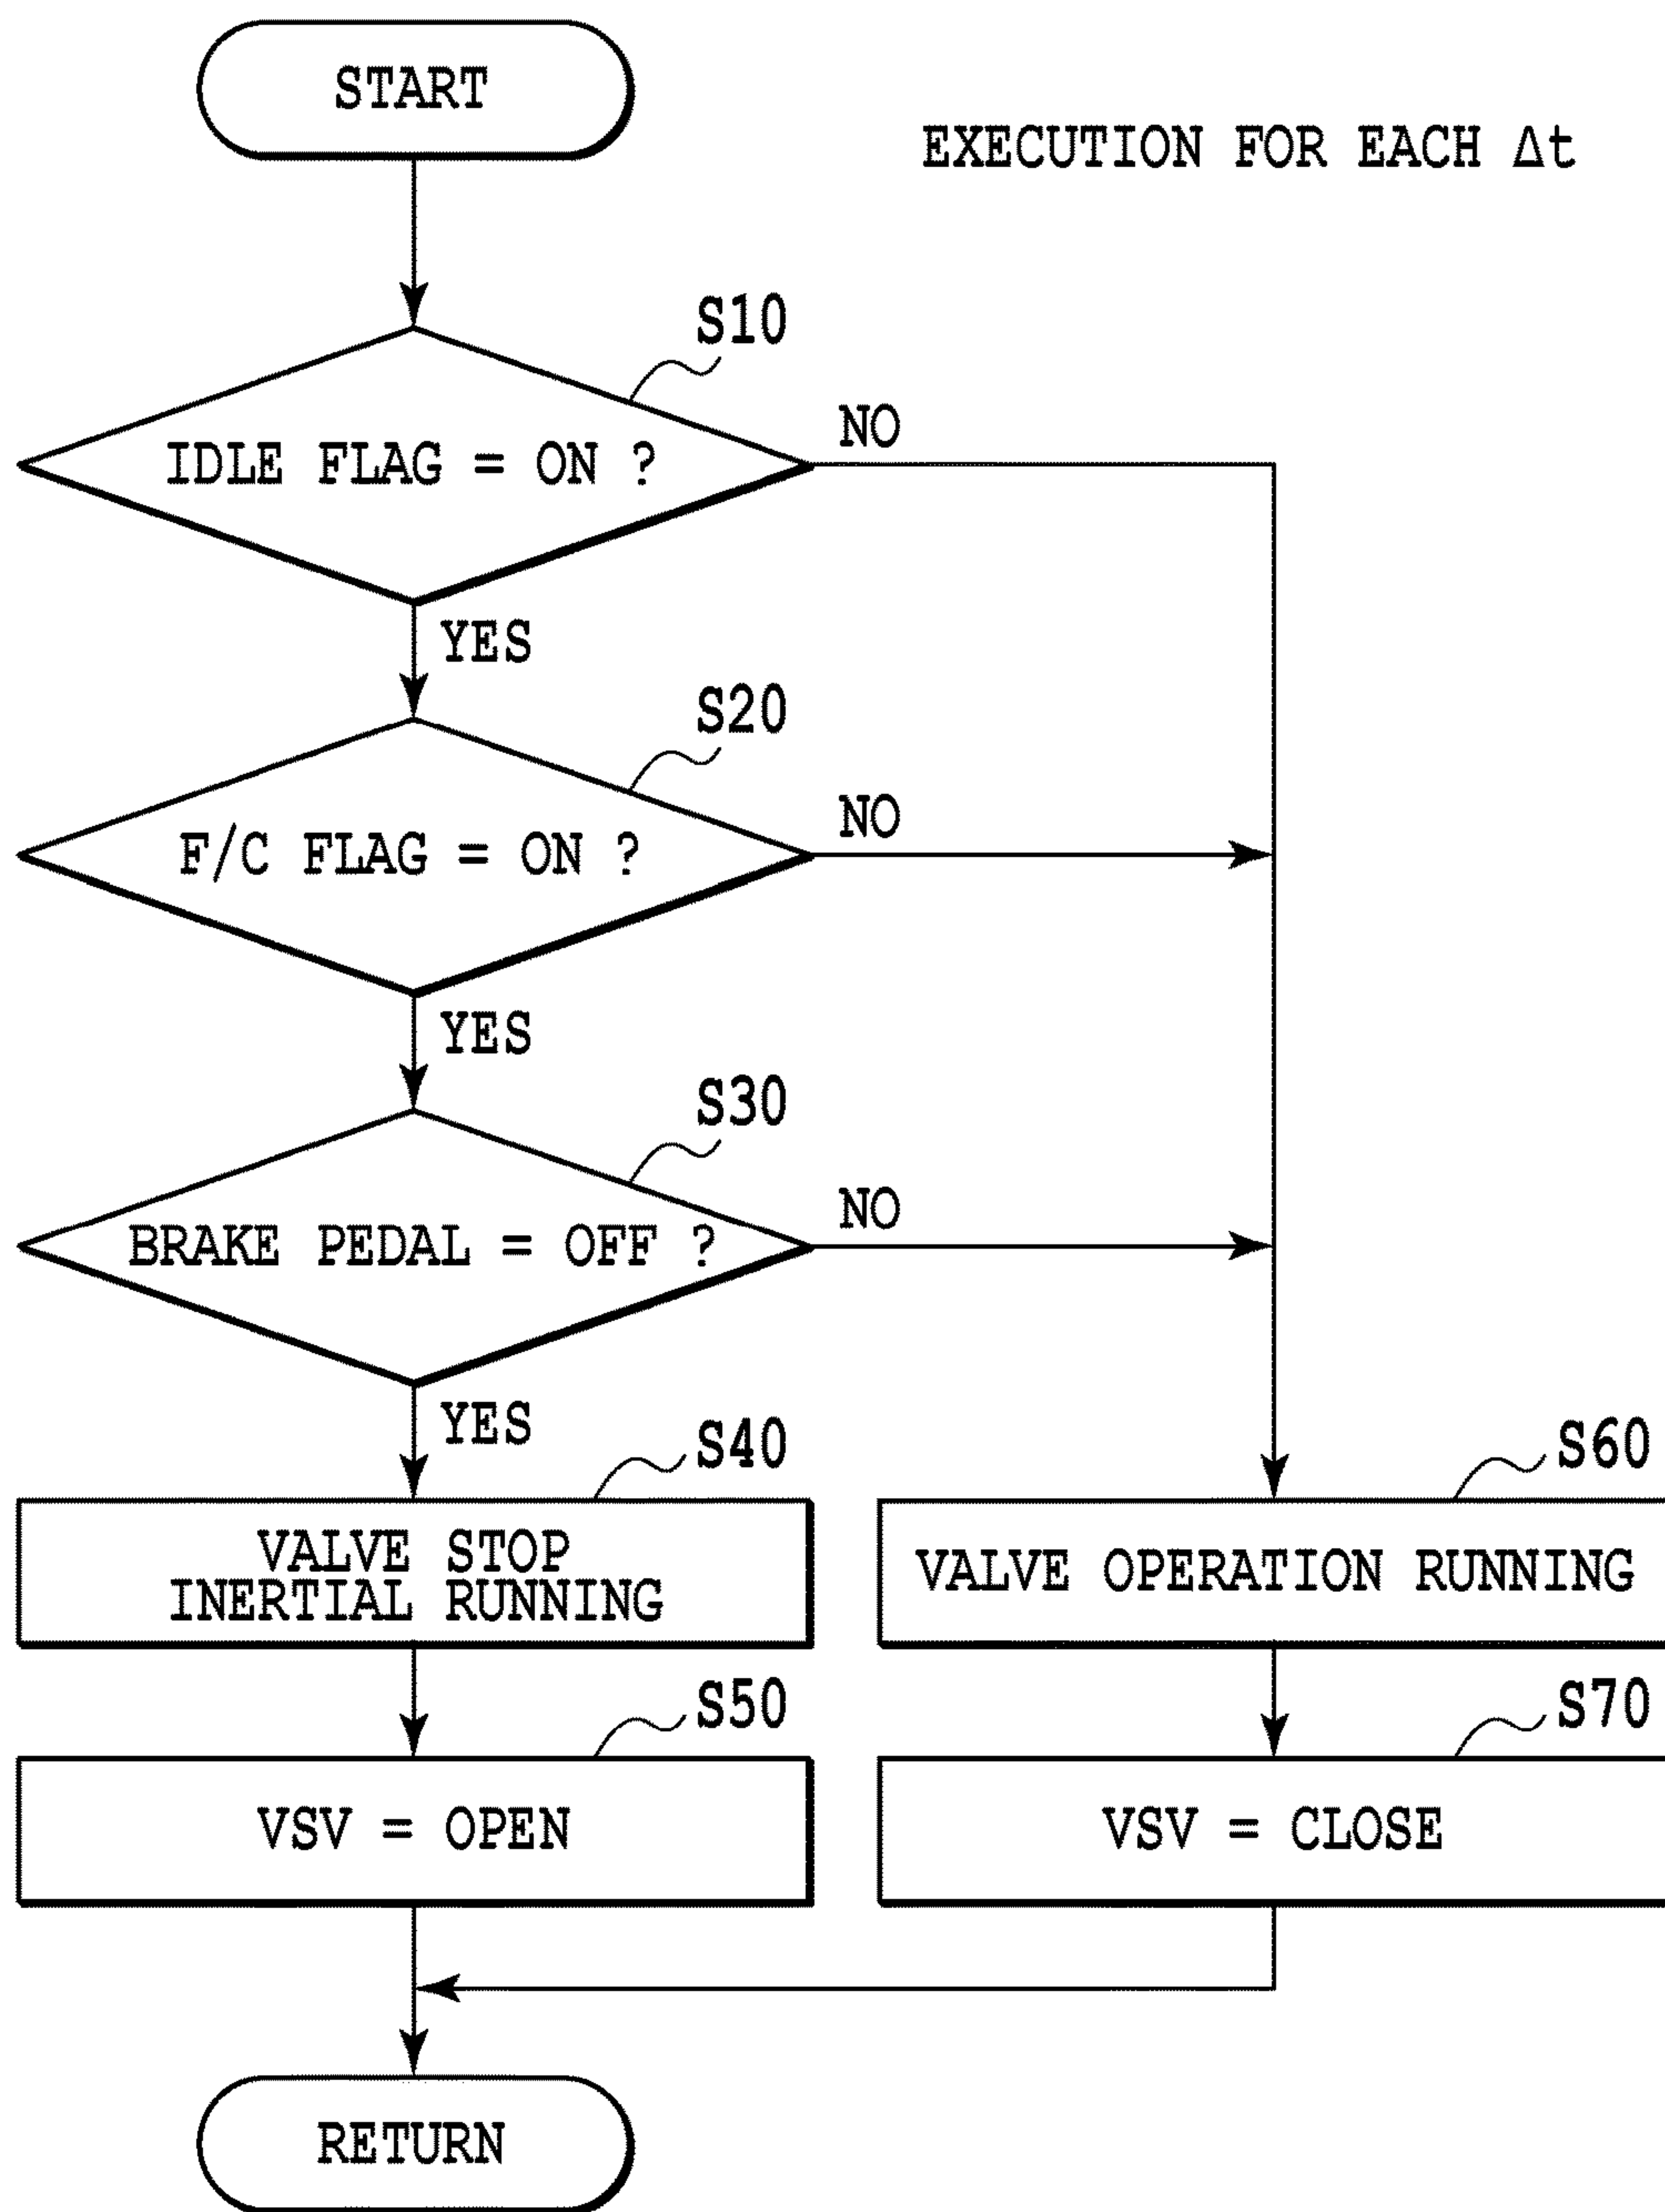 START
EXECUTION FOR EACH Δt
S10
IDLE FLAG = ON ?
NO
YES
S20
F/C FLAG = ON ?
NO
YES
S30
BRAKE PEDAL = OFF ?
NO
YES
S40
VALVE STOP
INERTIAL RUNNING
S60
VALVE OPERATION RUNNING
S50
VSV = OPEN
S70
VSV = CLOSE
RETURN